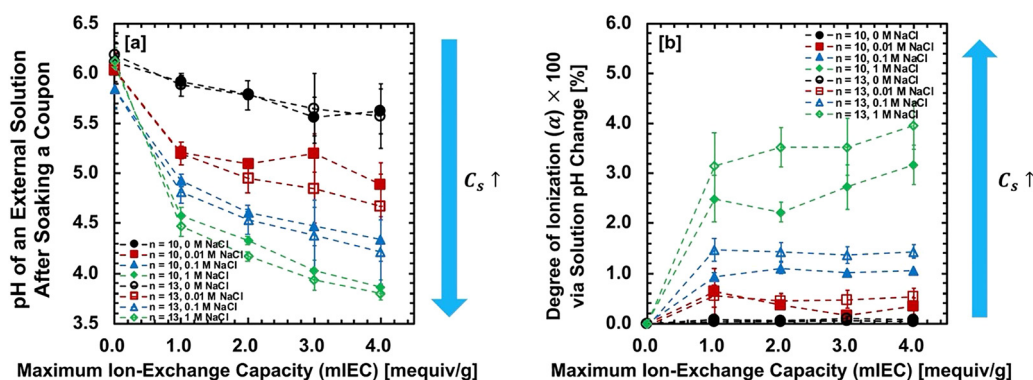 [a]
pH of an External Solution
After Soaking a Coupon
6.5
6.0
5.5
5.0
4.5
4.0
3.5
n = 10, 0 M NaCl
n = 10, 0.01 M NaCl
n = 10, 0.1 M NaCl
n = 10, 1 M NaCl
n = 13, 0 M NaCl
n = 13, 0.01 M NaCl
n = 13, 0.1 M NaCl
n = 13, 1 M NaCl
0.0 1.0 2.0 3.0 4.0
Maximum Ion-Exchange Capacity (mIEC) [mequiv/g]
Cₛ ↑
[b]
Degree of Ionization (α) × 100
via Solution pH Change [%]
6.0
5.0
4.0
3.0
2.0
1.0
0.0
n = 10, 0 M NaCl
n = 10, 0.01 M NaCl
n = 10, 0.1 M NaCl
n = 10, 1 M NaCl
n = 13, 0 M NaCl
n = 13, 0.01 M NaCl
n = 13, 0.1 M NaCl
n = 13, 1 M NaCl
0.0 1.0 2.0 3.0 4.0
Maximum Ion-Exchange Capacity (mIEC) [mequiv/g]
Cₛ ↑